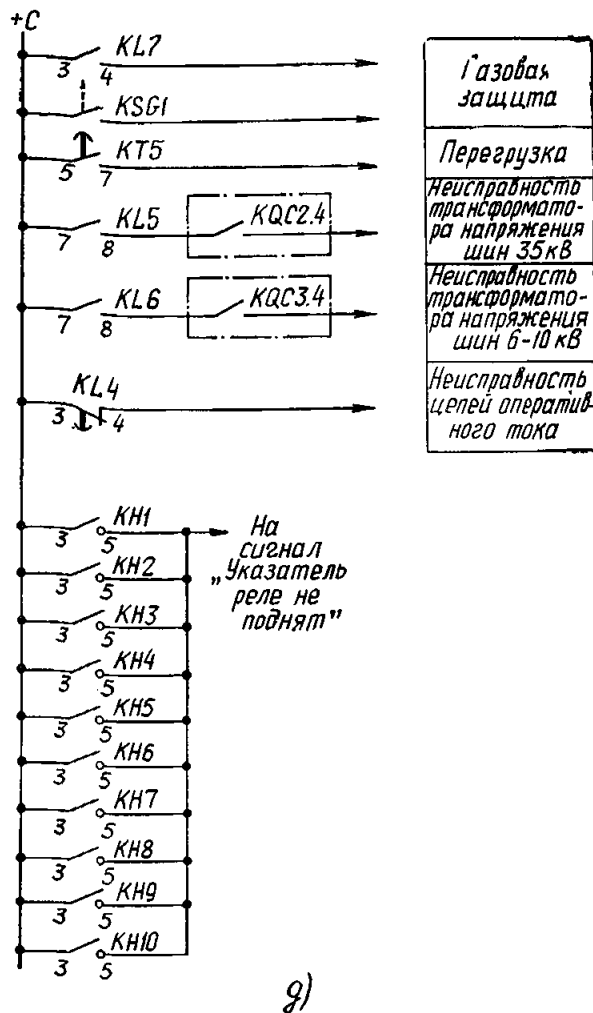 +С
KL7
3 4
Газовая
защита
KSG1
KT5
5 7
Перегрузка
KL5
7 8
KQC2.4
Неисправность
трансформато-
ра напряжения
шин 35кВ
KL6
7 8
KQC3.4
Неисправность
трансформато-
ра напряжения
шин 6-10 кВ
KL4
3 4
Неисправность
цепей оператив-
ного тока
KH1
3 5
На
сигнал
„Указатель
реле не
поднят"
KH2
3 5
KH3
3 5
KH4
3 5
KH5
3 5
KH6
3 5
KH7
3 5
KH8
3 5
KH9
3 5
KH10
3 5
д)